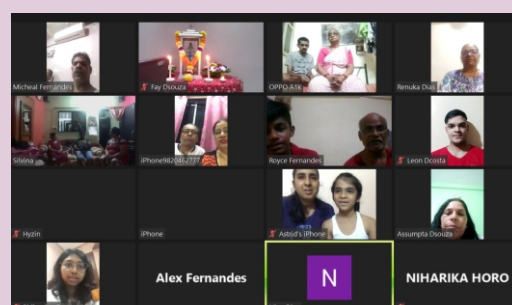 Micheal Fernandes
Fay Dsouza
OPPO A1k
Renuka Dias
Silvina
iPhone9820462777
Royce Fernandes
Leon Dcosta
Hyzin
iPhone
Astrid's iPhone
Assumpta Dsouza
Alex Fernandes
N
NIHARIKA HORO